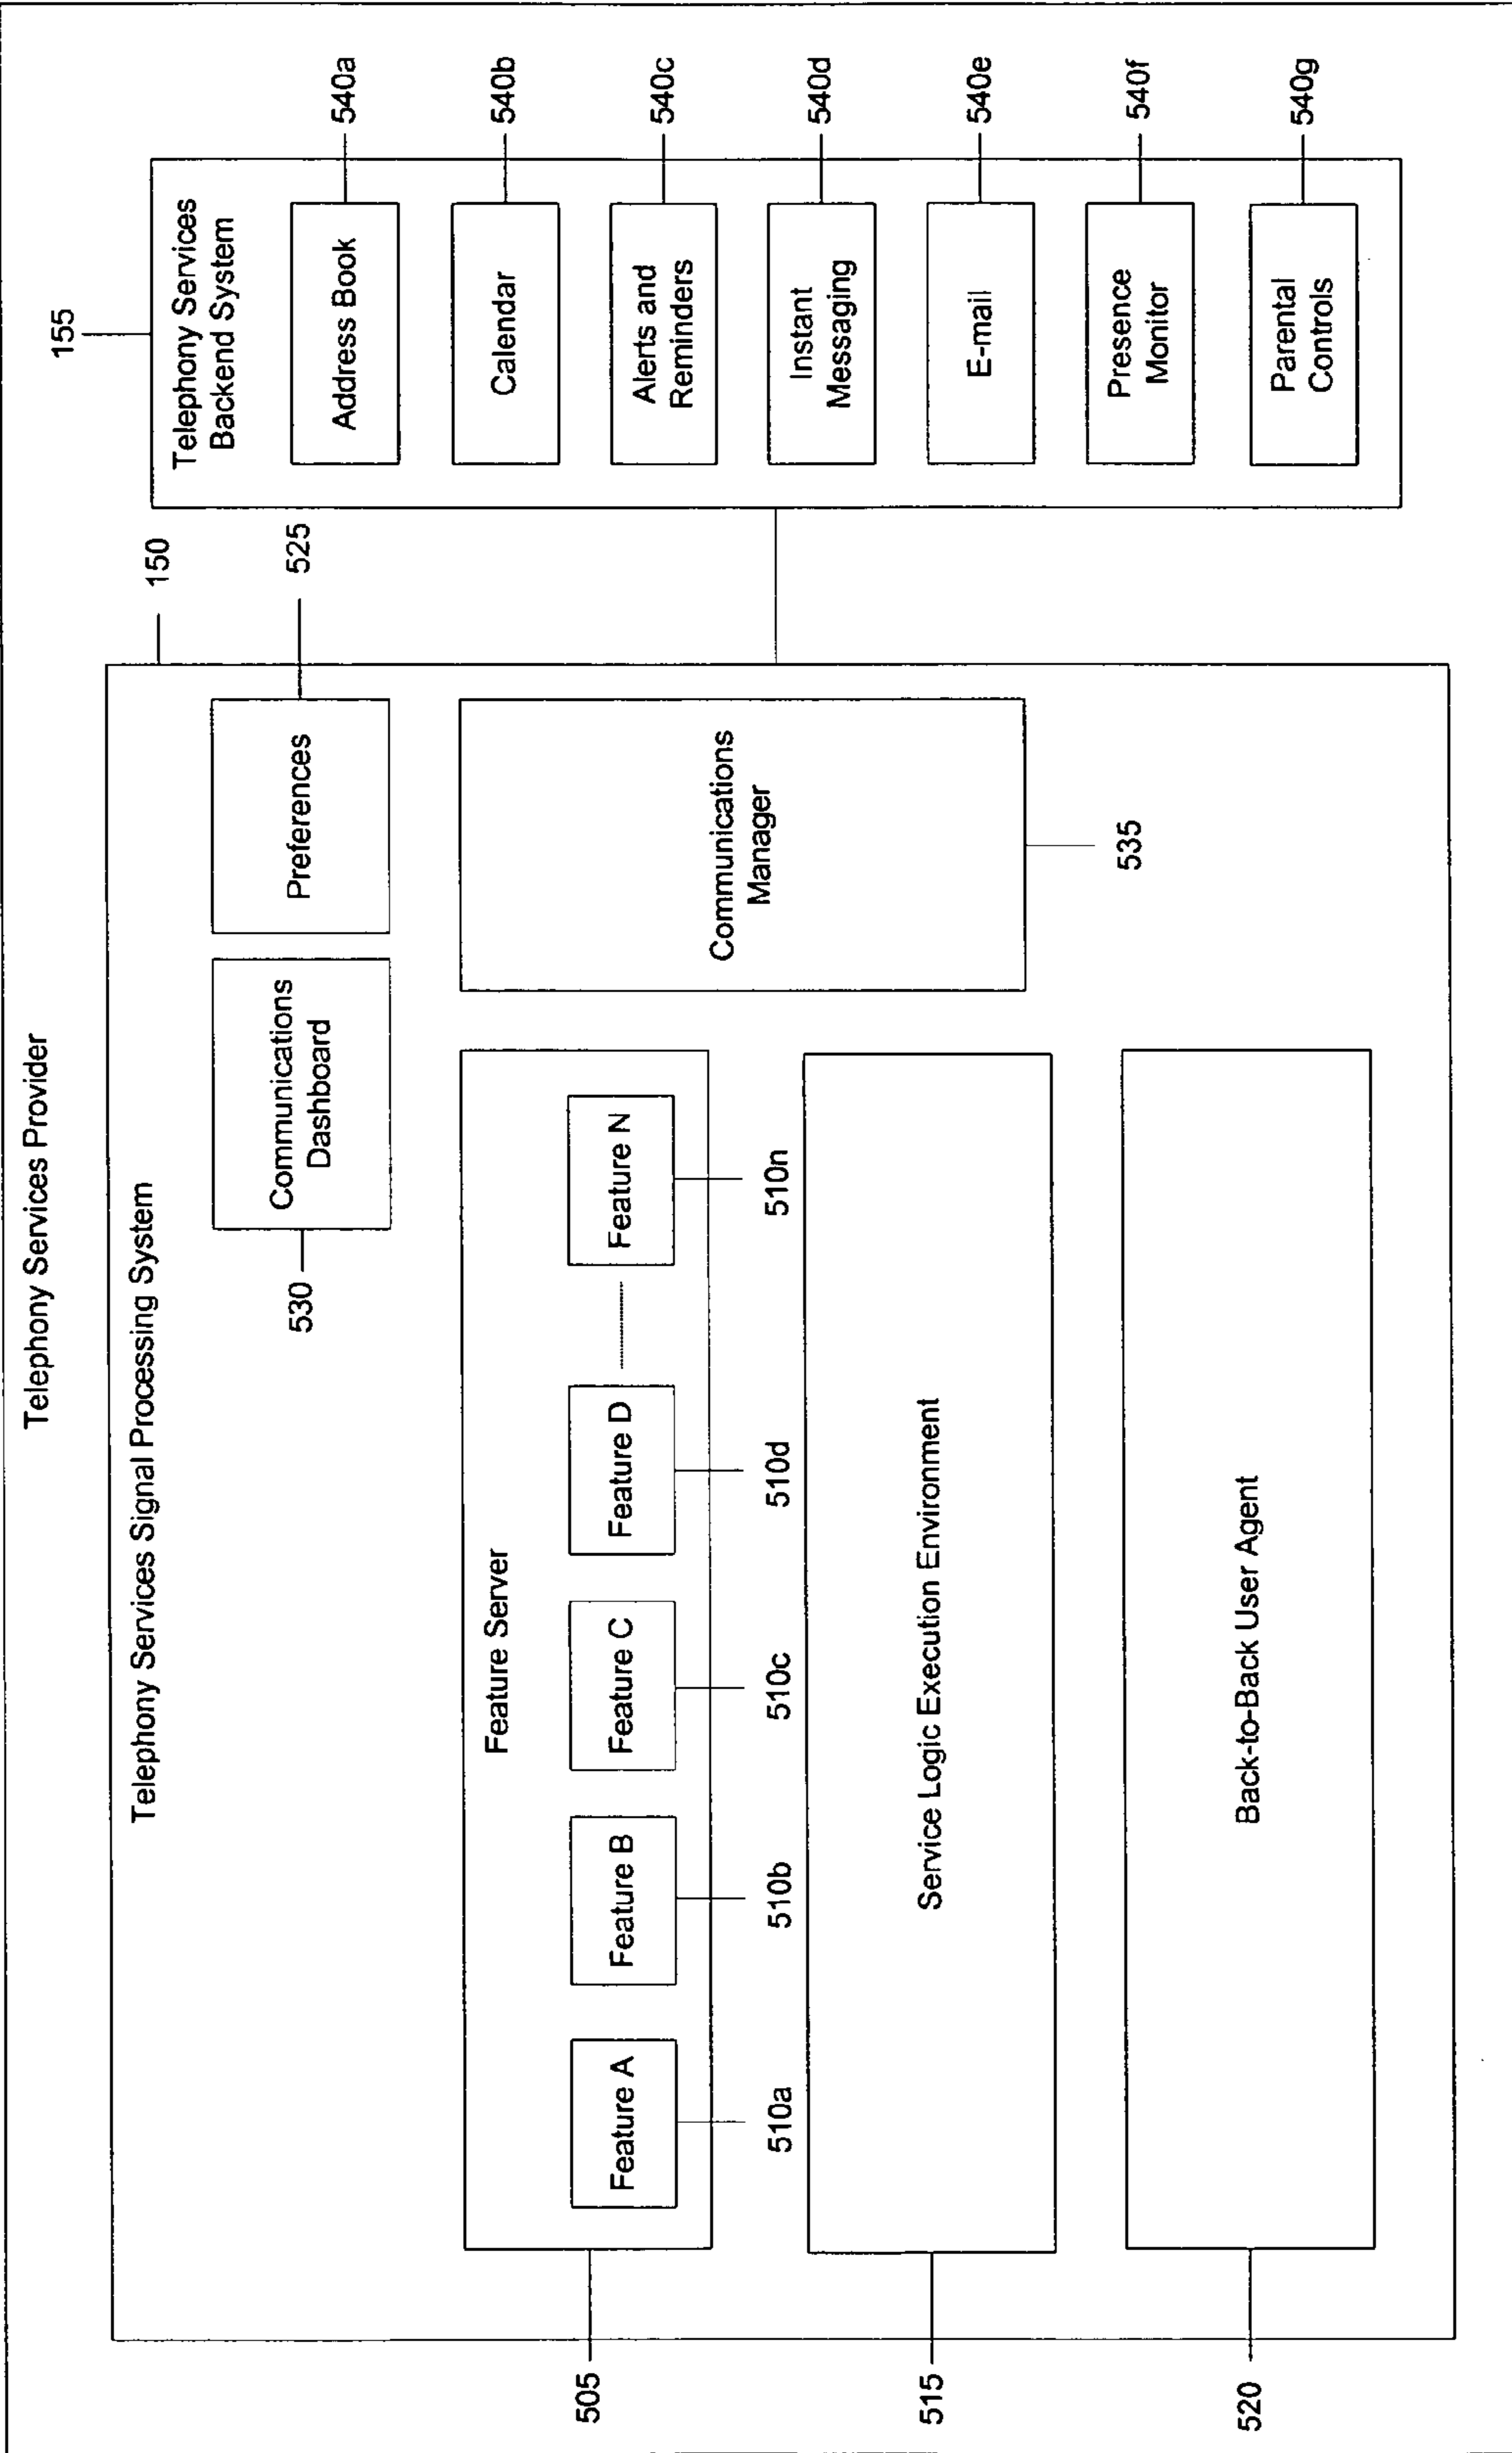 Telephony Services Provider
155
Telephony Services Signal Processing System
150
Telephony Services
Backend System
530
Communications
Dashboard
Preferences
525
Address Book
540a
Calendar
540b
Feature Server
505
Feature A
Feature B
Feature C
Feature D
Feature N
510a
510b
510c
510d
510n
Communications
Manager
535
Alerts and
Reminders
540c
Instant
Messaging
540d
515
Service Logic Execution Environment
E-mail
540e
Presence
Monitor
540f
520
Back-to-Back User Agent
Parental
Controls
540g